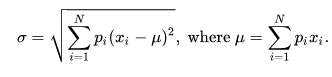 σ = √(∑_{i=1}^{N} p_i(x_i − μ)²), where μ = ∑_{i=1}^{N} p_i x_i.